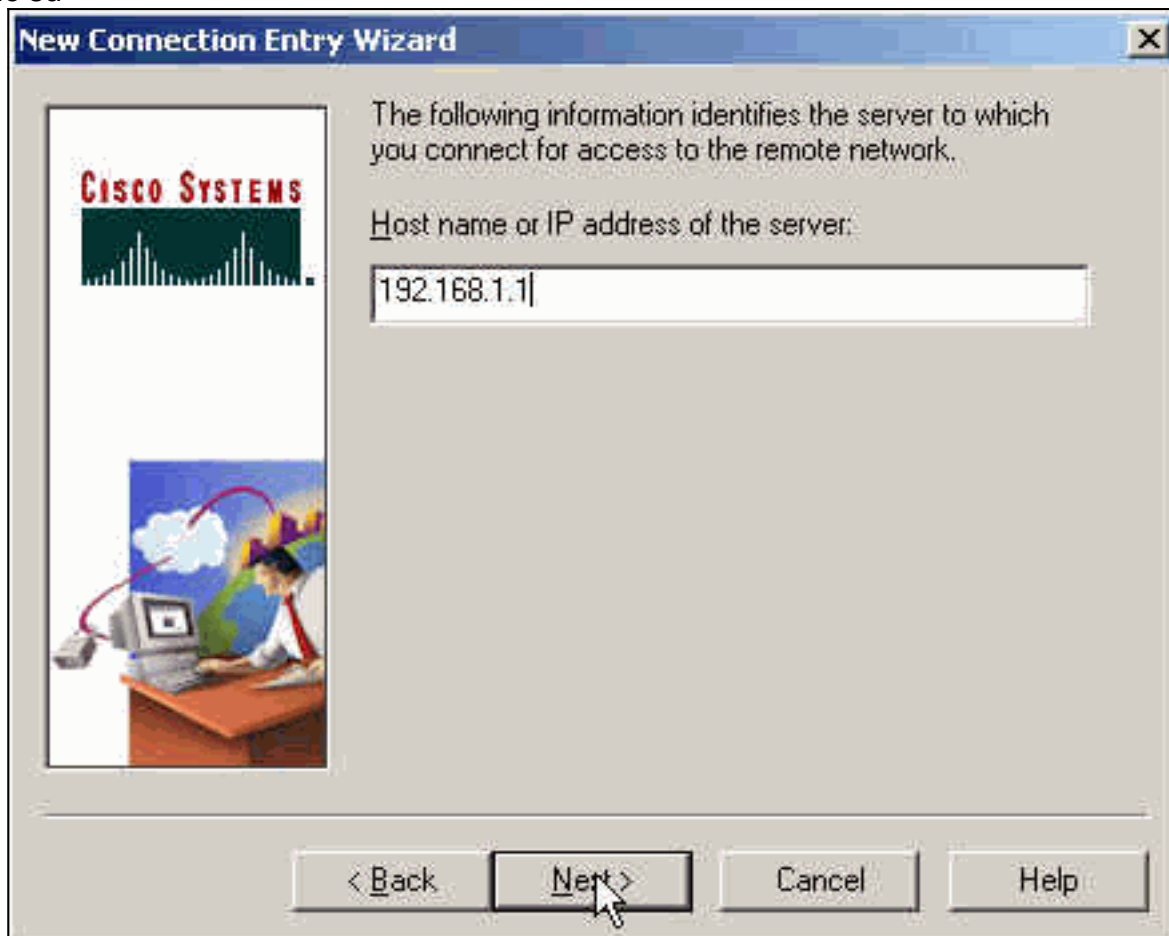 New Connection Entry Wizard
The following information identifies the server to which
you connect for access to the remote network.
CISCO SYSTEMS
Host name or IP address of the server:
192.168.1.1
< Back
Next >
Cancel
Help